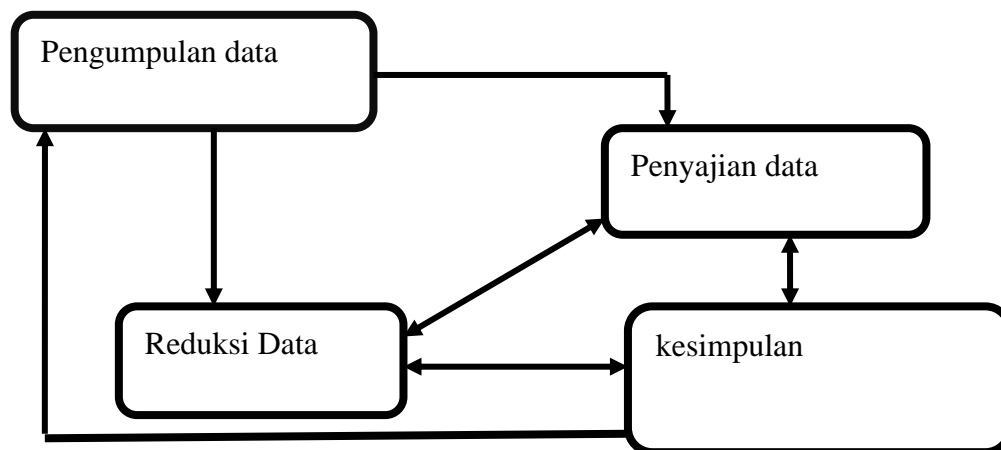 Pengumpulan data
Penyajian data
Reduksi Data
kesimpulan